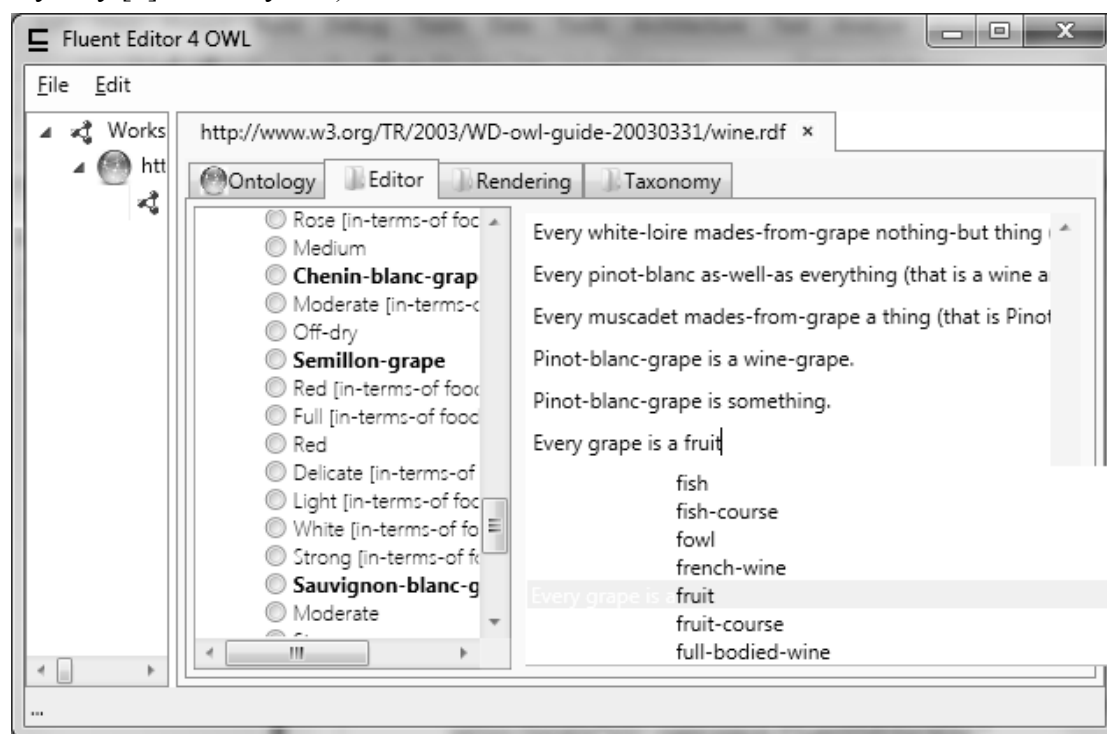 Fluent Editor 4 OWL
File Edit
Works
htt
http://www.w3.org/TR/2003/WD-owl-guide-20030331/wine.rdf ×
Ontology Editor Rendering Taxonomy
Rose [in-terms-of foc
Medium
Chenin-blanc-grap
Moderate [in-terms-c
Off-dry
Semillon-grape
Red [in-terms-of food
Full [in-terms-of food
Red
Delicate [in-terms-of
Light [in-terms-of foc
White [in-terms-of fo
Strong [in-terms-of fo
Sauvignon-blanc-g
Moderate
Every white-loire mades-from-grape nothing-but thing (
Every pinot-blanc as-well-as everything (that is a wine a
Every muscadet mades-from-grape a thing (that is Pinot
Pinot-blanc-grape is a wine-grape.
Pinot-blanc-grape is something.
Every grape is a fruit
fish
fish-course
fowl
french-wine
Every grape is a fruit
fruit-course
full-bodied-wine
...